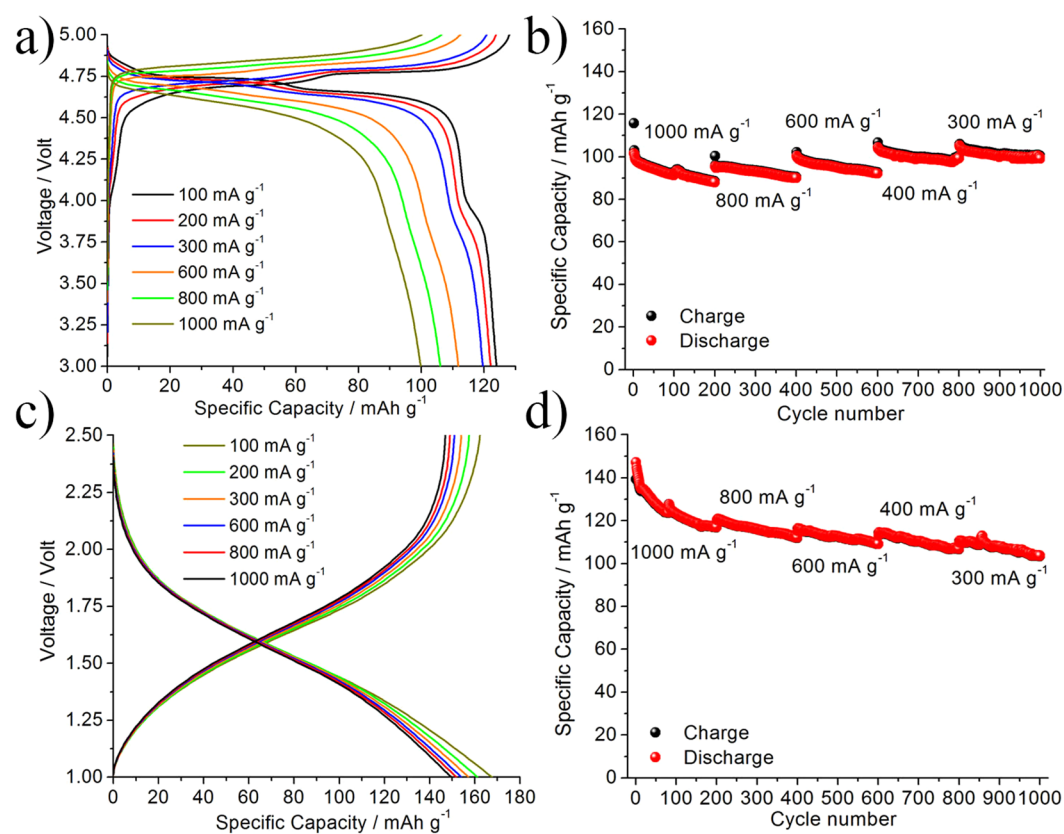 a)
5.00
4.75
4.50
4.25
4.00
3.75
3.50
3.25
3.00
Voltage / Volt
100 mA g⁻¹
200 mA g⁻¹
300 mA g⁻¹
600 mA g⁻¹
800 mA g⁻¹
1000 mA g⁻¹
0 20 40 60 80 100 120
Specific Capacity / mAh g⁻¹
b)
160
140
120
100
80
60
40
20
0
Specific Capacity / mAh g⁻¹
1000 mA g⁻¹
800 mA g⁻¹
600 mA g⁻¹
400 mA g⁻¹
300 mA g⁻¹
Charge
Discharge
0 100 200 300 400 500 600 700 800 900 1000
Cycle number
c)
2.50
2.25
2.00
1.75
1.50
1.25
1.00
Voltage / Volt
100 mA g⁻¹
200 mA g⁻¹
300 mA g⁻¹
600 mA g⁻¹
800 mA g⁻¹
1000 mA g⁻¹
0 20 40 60 80 100 120 140 160 180
Specific Capacity / mAh g⁻¹
d)
160
140
120
100
80
60
40
20
0
Specific Capacity / mAh g⁻¹
1000 mA g⁻¹
800 mA g⁻¹
600 mA g⁻¹
400 mA g⁻¹
300 mA g⁻¹
Charge
Discharge
0 100 200 300 400 500 600 700 800 900 1000
Cycle number